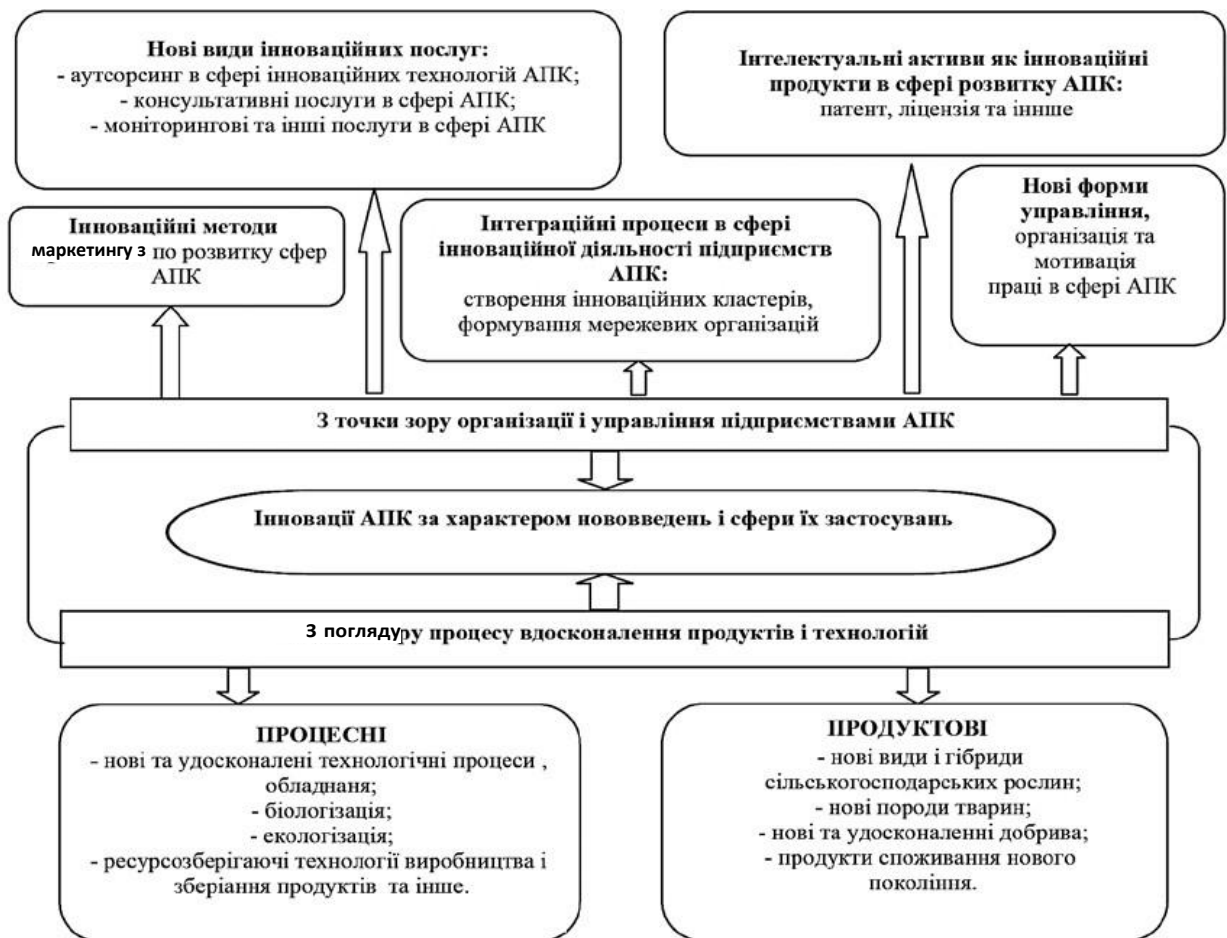 Нові види інноваційних послуг:
- аутсорсинг в сфері інноваційних технологій АПК;
- консультативні послуги в сфері АПК;
- моніторингові та інші послуги в сфері АПК
Інтелектуальні активи як інноваційні
продукти в сфері розвитку АПК:
патент, ліцензія та іннше
Інноваційні методи
маркетингу з по розвитку сфер
АПК
Інтеграційні процеси в сфері
інноваційної діяльності підприємств
АПК:
створення інноваційних кластерів,
формування мережевих організацій
Нові форми
управління,
організація та
мотивація
праці в сфері АПК
З точки зору організації і управління підприємствами АПК
Інновації АПК за характером нововведень і сфери їх застосувань
З погляду ру процесу вдосконалення продуктів і технологій
ПРОЦЕСНІ
- нові та удосконалені технологічні процеси ,
обладнаня;
- біологізація;
- екологізація;
- ресурсозберігаючі технології виробництва і
зберіання продуктів та інше.
ПРОДУКТОВІ
- нові види і гібриди
сільськогосподарських рослин;
- нові породи тварин;
- нові та удосконаленні добрива;
- продукти споживання нового
покоління.